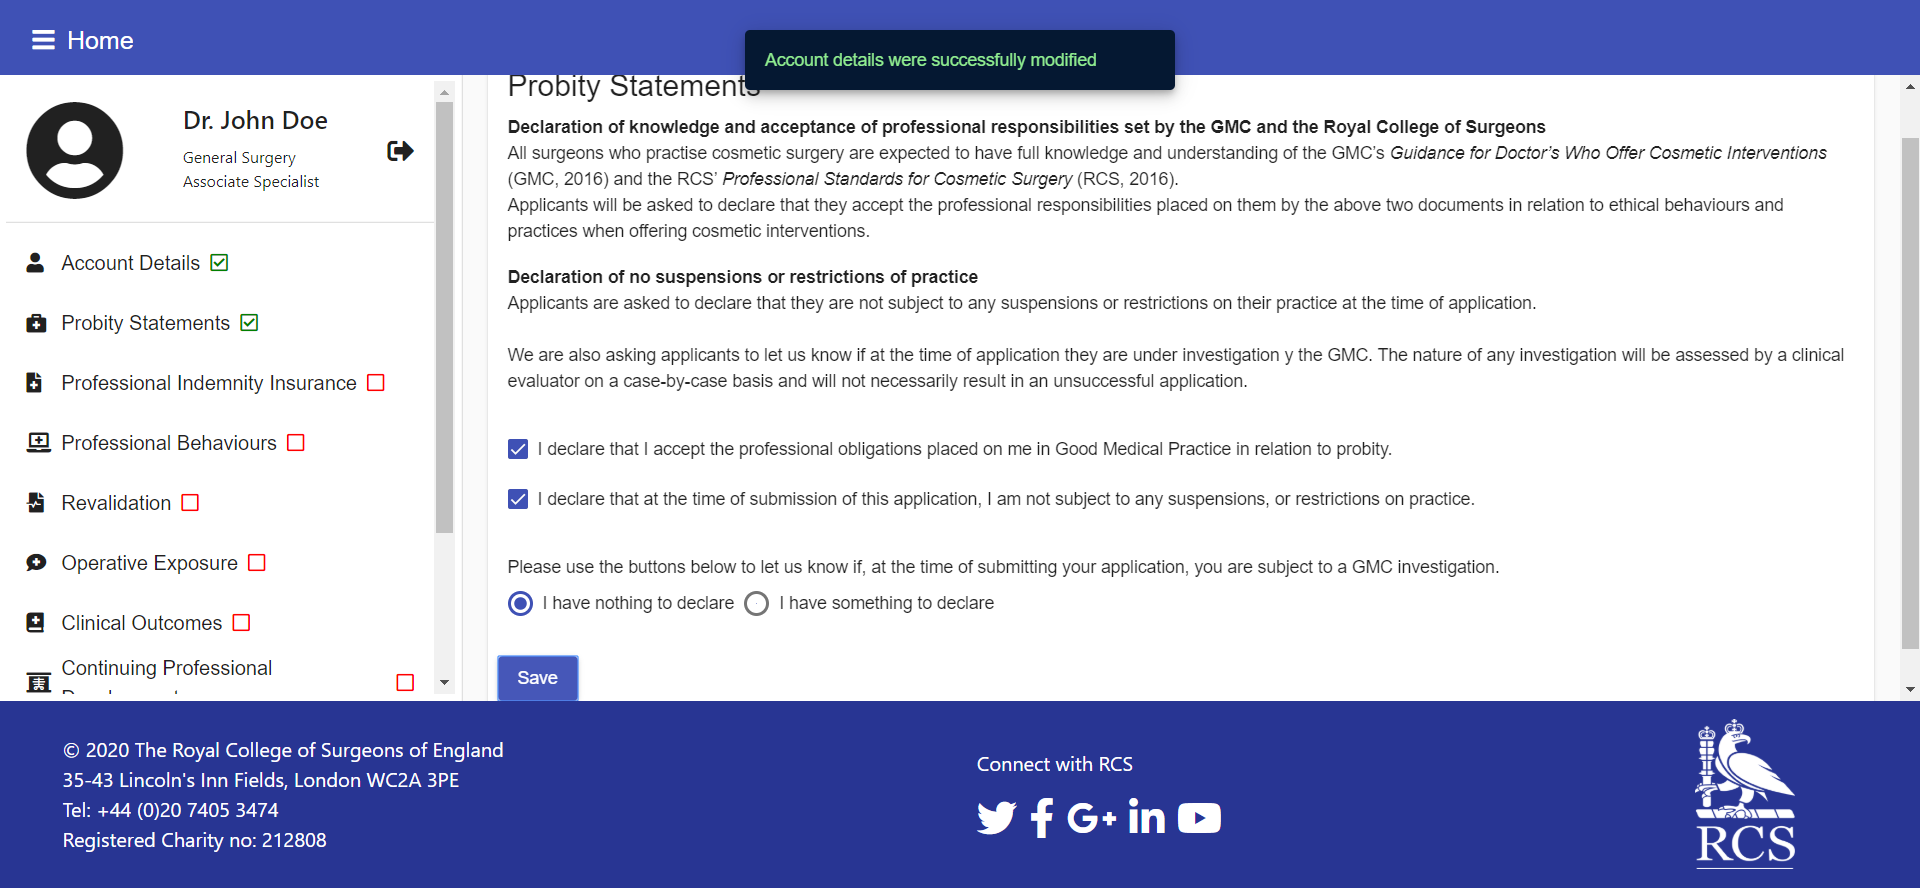 Home
Account details were successfully modified
Dr. John Doe
General Surgery
Associate Specialist
Account Details
Probity Statements
Professional Indemnity Insurance
Professional Behaviours
Revalidation
Operative Exposure
Clinical Outcomes
Continuing Professional
Probity Statements
Declaration of knowledge and acceptance of professional responsibilities set by the GMC and the Royal College of Surgeons
All surgeons who practise cosmetic surgery are expected to have full knowledge and understanding of the GMC’s Guidance for Doctor’s Who Offer Cosmetic Interventions
(GMC, 2016) and the RCS’ Professional Standards for Cosmetic Surgery (RCS, 2016).
Applicants will be asked to declare that they accept the professional responsibilities placed on them by the above two documents in relation to ethical behaviours and
practices when offering cosmetic interventions.
Declaration of no suspensions or restrictions of practice
Applicants are asked to declare that they are not subject to any suspensions or restrictions on their practice at the time of application.
We are also asking applicants to let us know if at the time of application they are under investigation y the GMC. The nature of any investigation will be assessed by a clinical
evaluator on a case-by-case basis and will not necessarily result in an unsuccessful application.
I declare that I accept the professional obligations placed on me in Good Medical Practice in relation to probity.
I declare that at the time of submission of this application, I am not subject to any suspensions, or restrictions on practice.
Please use the buttons below to let us know if, at the time of submitting your application, you are subject to a GMC investigation.
I have nothing to declare I have something to declare
Save
© 2020 The Royal College of Surgeons of England
35-43 Lincoln's Inn Fields, London WC2A 3PE
Tel: +44 (0)20 7405 3474
Registered Charity no: 212808
Connect with RCS
RCS